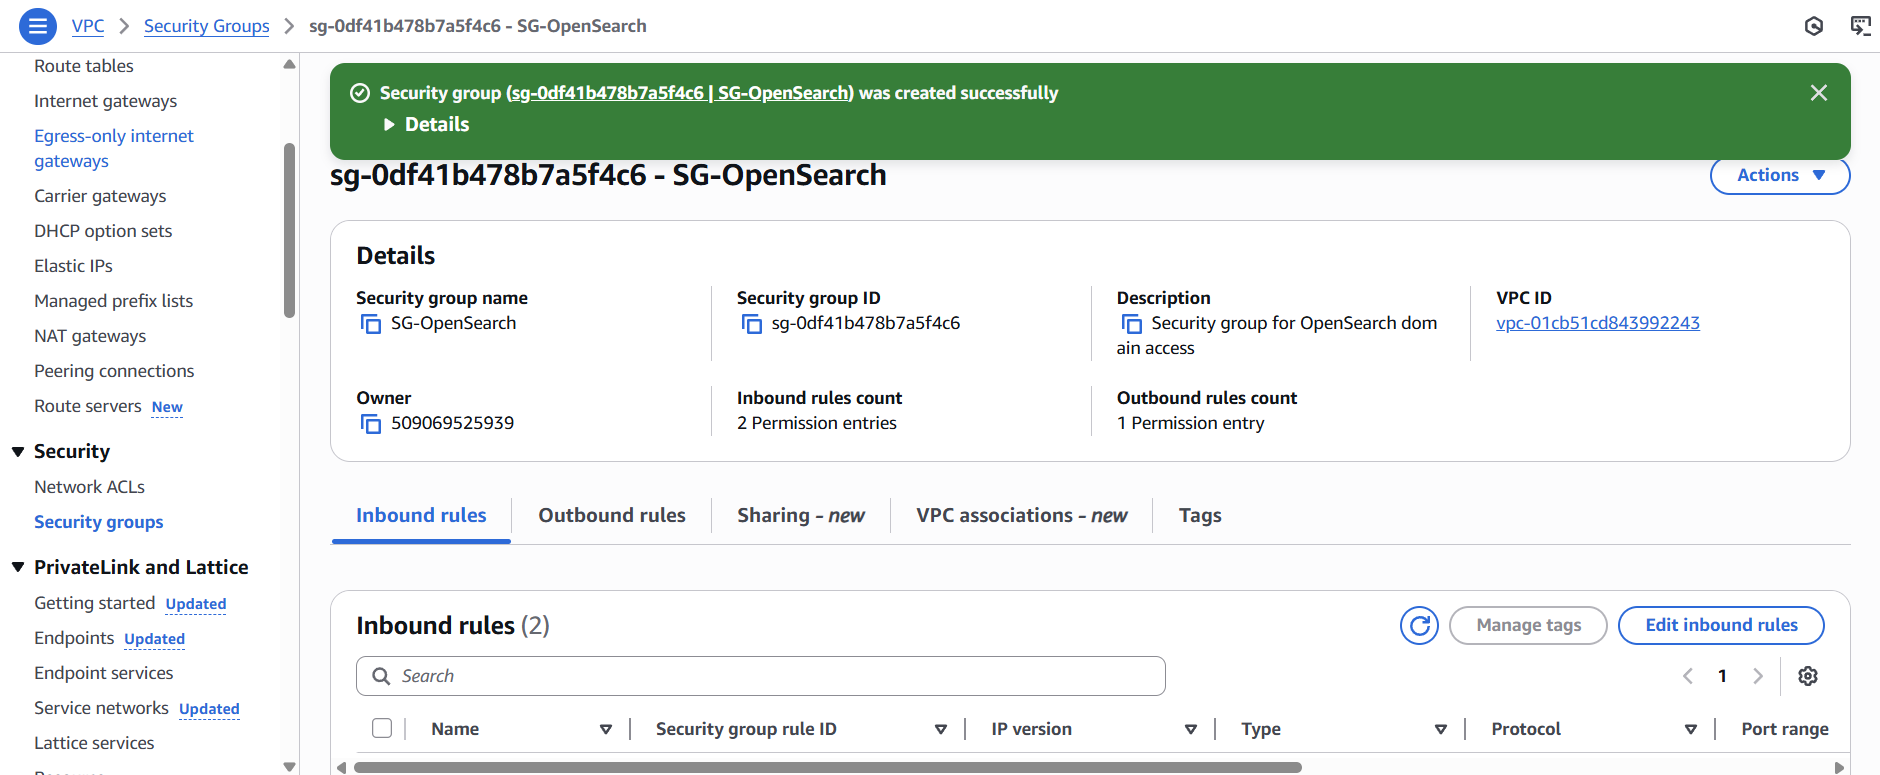 VPC > Security Groups > sg-0df41b478b7a5f4c6 - SG-OpenSearch
Route tables
Internet gateways
Egress-only internet
gateways
Carrier gateways
DHCP option sets
Elastic IPs
Managed prefix lists
NAT gateways
Peering connections
Route servers New
Security
Network ACLs
Security groups
PrivateLink and Lattice
Getting started Updated
Endpoints Updated
Endpoint services
Service networks Updated
Lattice services
Security group (sg-0df41b478b7a5f4c6 | SG-OpenSearch) was created successfully
Details
sg-0df41b478b7a5f4c6 - SG-OpenSearch
Actions
Details
Security group name
SG-OpenSearch
Security group ID
sg-0df41b478b7a5f4c6
Description
Security group for OpenSearch dom
ain access
VPC ID
vpc-01cb51cd843992243
Owner
509069525939
Inbound rules count
2 Permission entries
Outbound rules count
1 Permission entry
Inbound rules Outbound rules Sharing - new VPC associations - new Tags
Inbound rules (2)
Manage tags
Edit inbound rules
Search
1
Name Security group rule ID IP version Type Protocol Port range